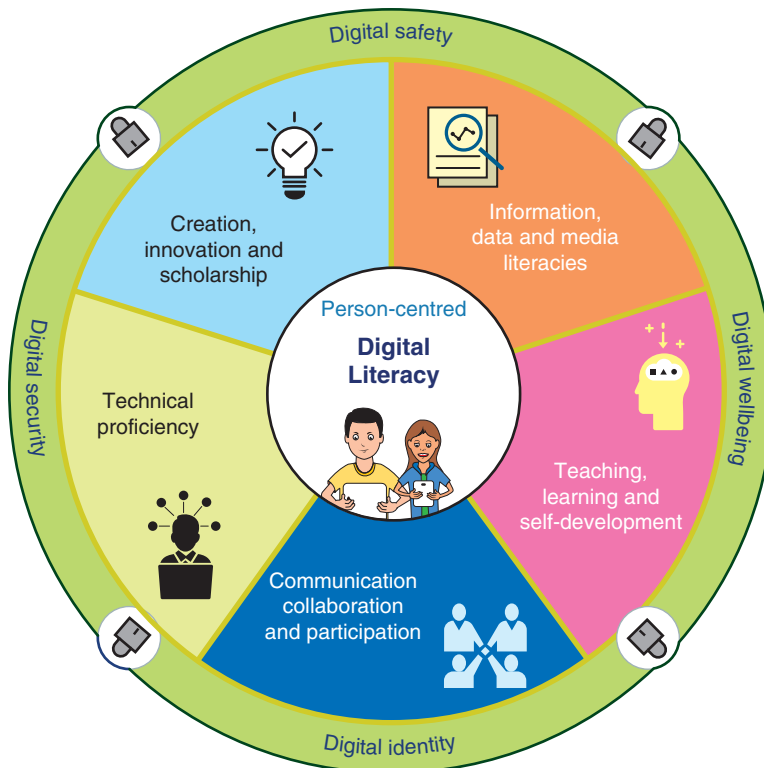 Digital safety
Creation,
innovation and
scholarship
Information,
data and media
literacies
Person-centred
Digital
Literacy
Digital security
Digital wellbeing
Technical
proficiency
Teaching,
learning and
self-development
Communication
collaboration
and participation
Digital identity